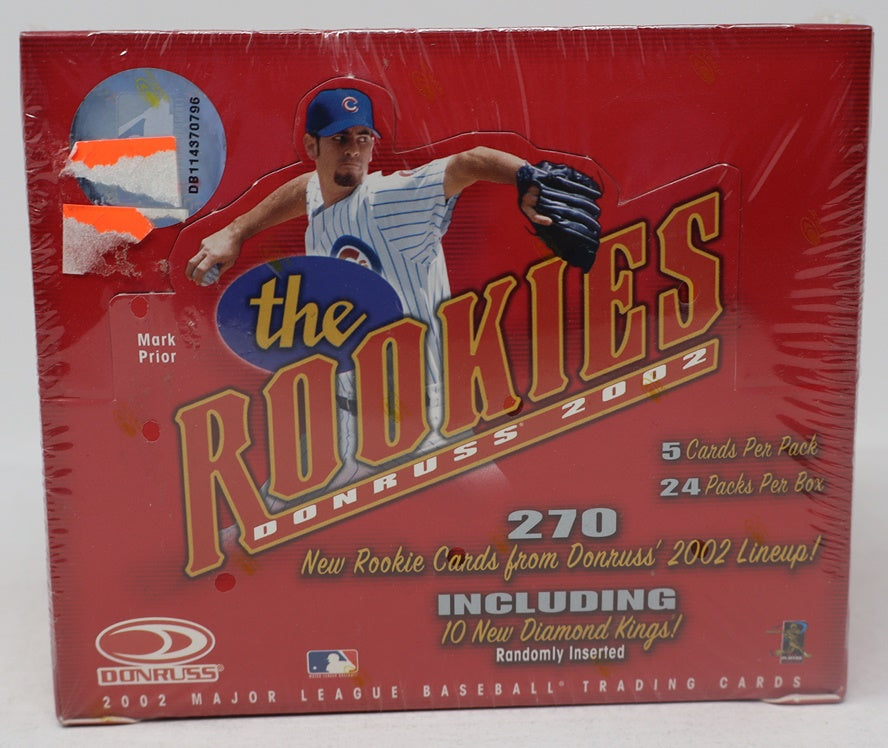 DB114370796
C
Mark
Prior
the
ROOKIES
DONRUSS® 2002
5 Cards Per Pack
24 Packs Per Box
270
New Rookie Cards from Donruss' 2002 Lineup!
INCLUDING
10 New Diamond Kings!
Randomly Inserted
DONRUSS®
2002 MAJOR LEAGUE BASEBALL® TRADING CARDS